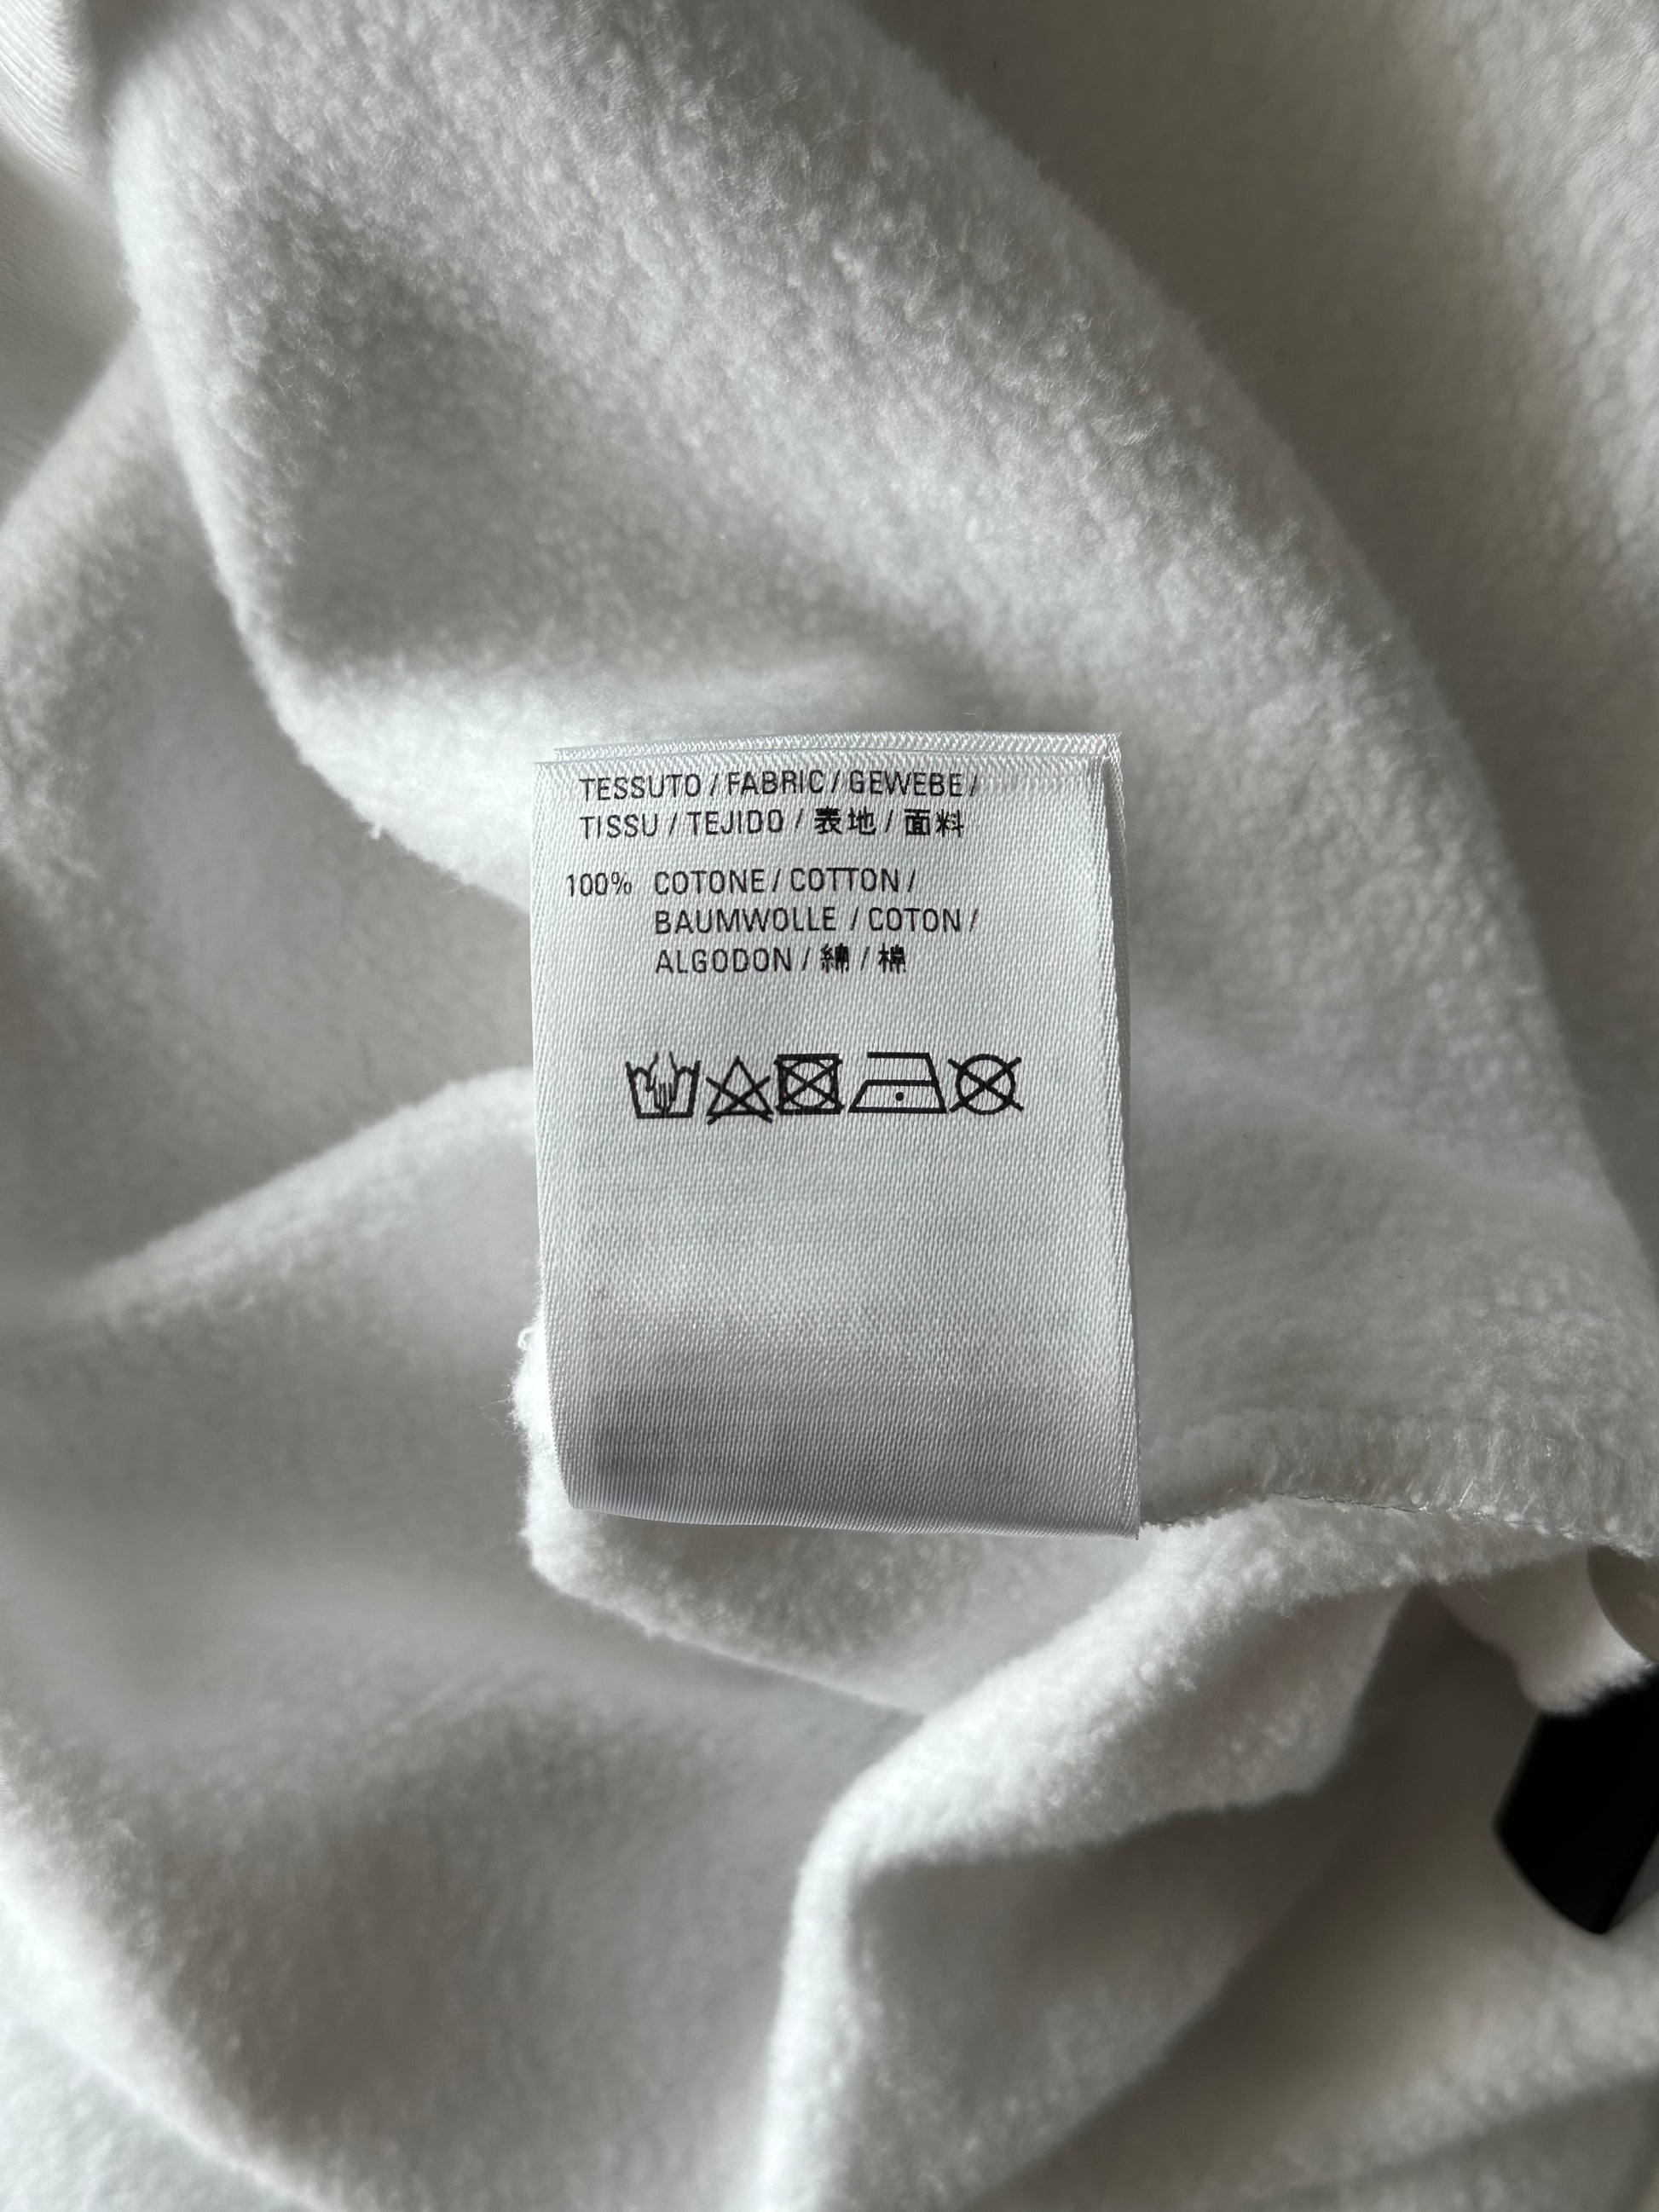 TESSUTO / FABRIC / GEWEBE /
TISSU / TEJIDO / 表地 / 面料
100% COTONE / COTTON /
BAUMWOLLE / COTON /
ALGODON / 綿 / 棉